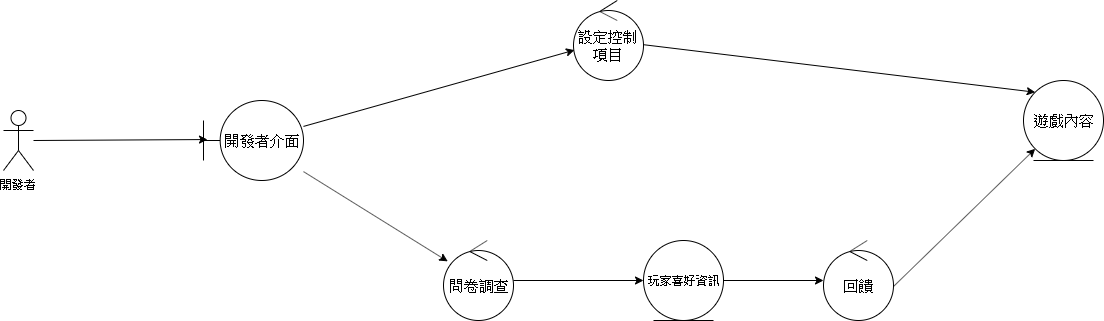 設定控制
項目
遊戲內容
開發者介面
開發者
問卷調查
玩家喜好資訊
回饋